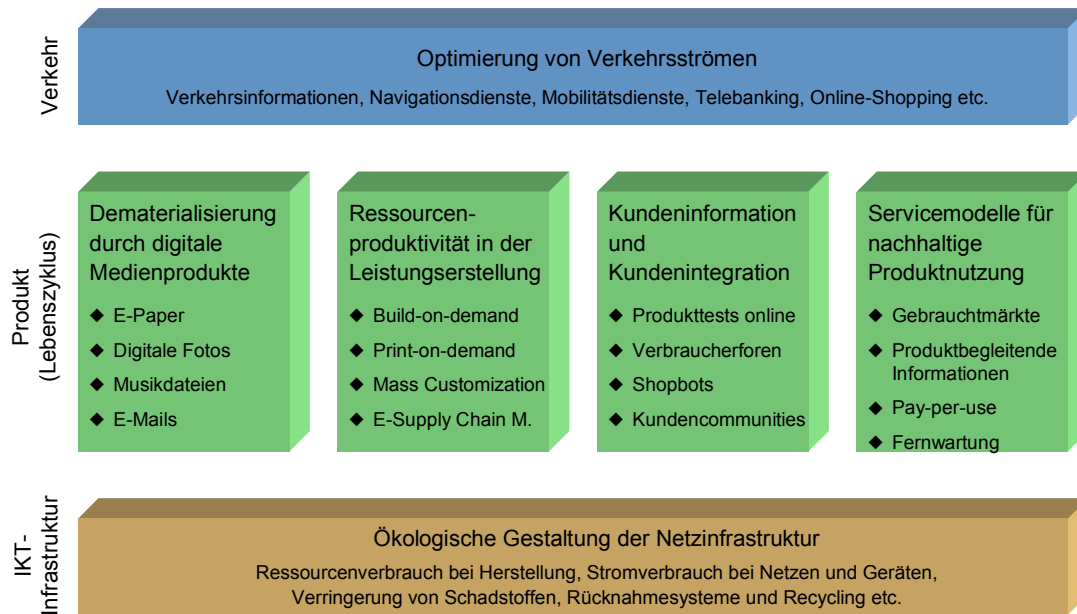 Verkehr
Optimierung von Verkehrsströmen
Verkehrsinformationen, Navigationsdienste, Mobilitätsdienste, Telebanking, Online-Shopping etc.
Produkt
(Lebenszyklus)
Dematerialisierung
durch digitale
Medienprodukte
◆ E-Paper
◆ Digitale Fotos
◆ Musikdateien
◆ E-Mails
Ressourcen-
produktivität in der
Leistungserstellung
◆ Build-on-demand
◆ Print-on-demand
◆ Mass Customization
◆ E-Supply Chain M.
Kundeninformation
und
Kundenintegration
◆ Produkttests online
◆ Verbraucherforen
◆ Shopbots
◆ Kundencommunities
Servicemodelle für
nachhaltige
Produktnutzung
◆ Gebrauchtmärkte
◆ Produktbegleitende
Informationen
◆ Pay-per-use
◆ Fernwartung
IKT-
Infrastruktur
Ökologische Gestaltung der Netzinfrastruktur
Ressourcenverbrauch bei Herstellung, Stromverbrauch bei Netzen und Geräten,
Verringerung von Schadstoffen, Rücknahmesysteme und Recycling etc.